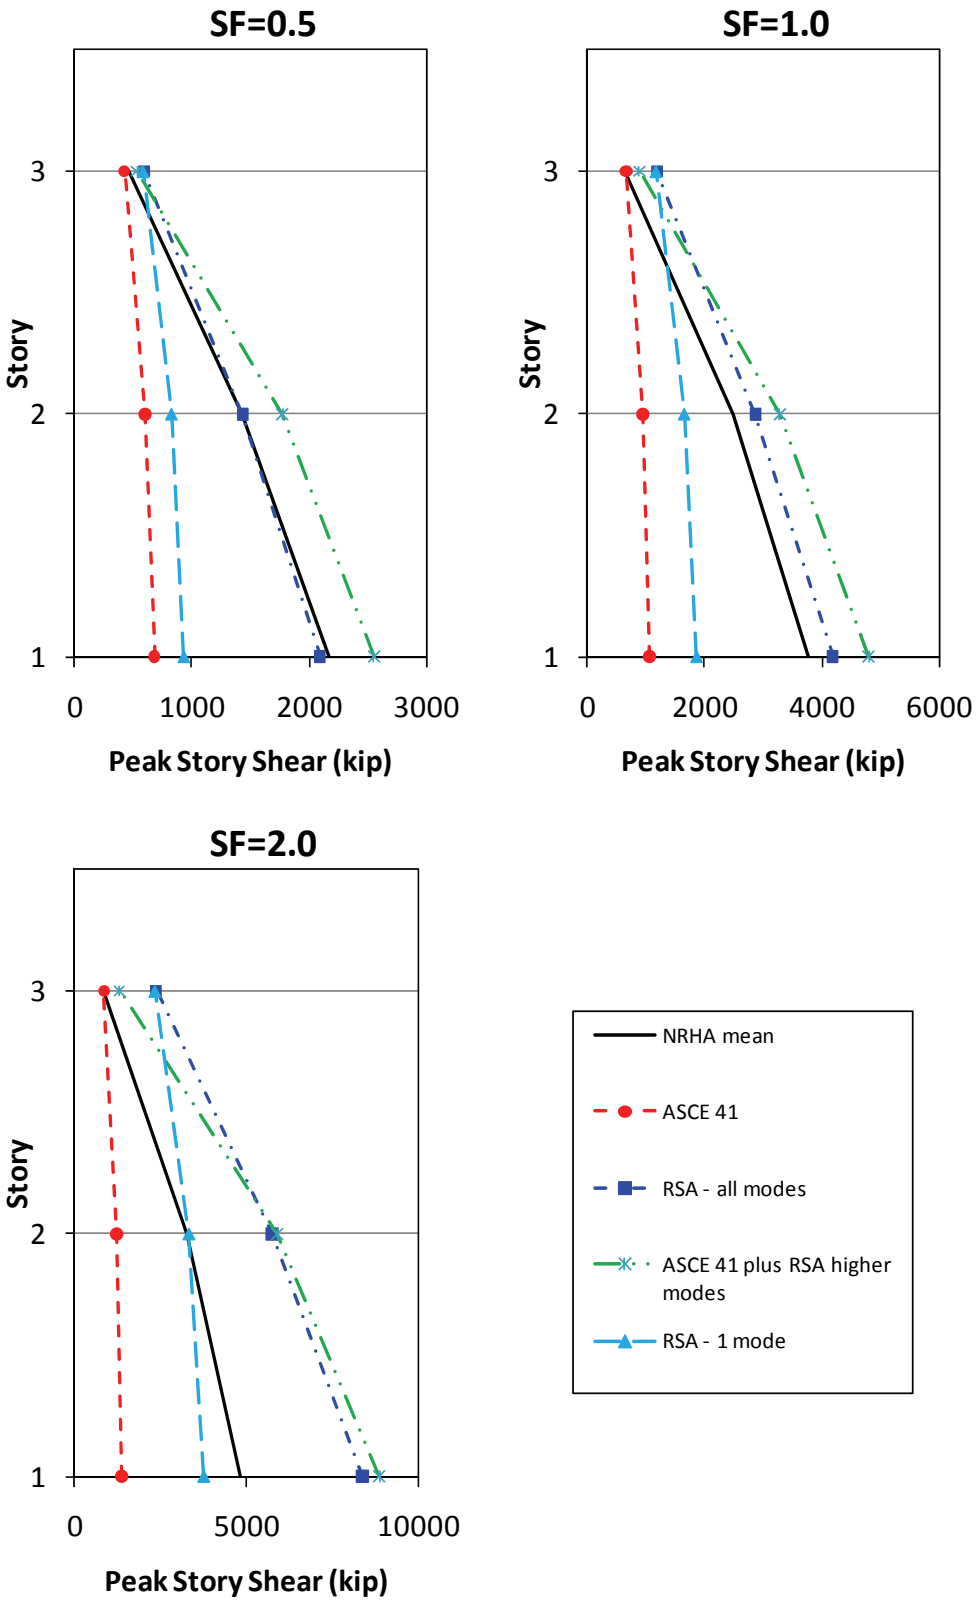 SF=0.5
3
2
1
Story
0 1000 2000 3000
Peak Story Shear (kip)
SF=1.0
3
2
1
Story
0 2000 4000 6000
Peak Story Shear (kip)
SF=2.0
3
2
1
Story
0 5000 10000
Peak Story Shear (kip)
NRHA mean
ASCE 41
RSA - all modes
ASCE 41 plus RSA higher
modes
RSA - 1 mode